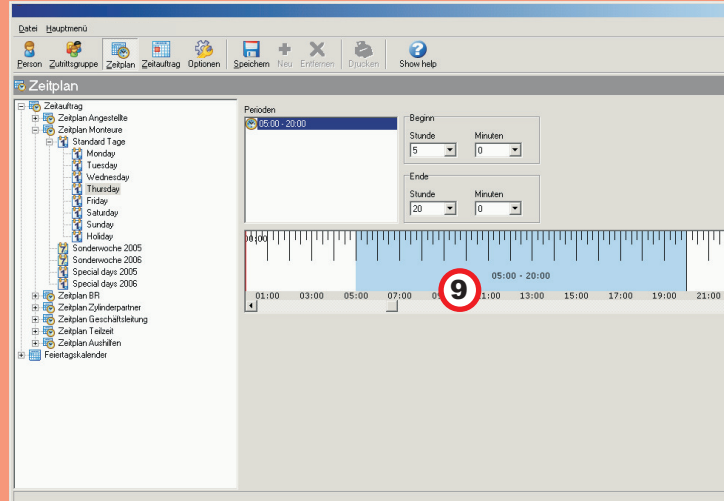 Datei Hauptmenü
Person Zutrittsgruppe Zeitplan Zeitauftrag Optionen Speichern Neu Entfernen Drucken Show help
Zeitplan
Zeitauftrag
Zeitplan Angestellte
Zeitplan Monteure
Standard Tage
Monday
Tuesday
Wednesday
Thursday
Friday
Saturday
Sunday
Holiday
Sonderwoche 2005
Sonderwoche 2006
Special days 2005
Special days 2006
Zeitplan BR
Zeitplan Zylinderpartner
Zeitplan Geschäftsleitung
Zeitplan Teilzeit
Zeitplan Aushilfen
Feiertagskalender
Perioden
05:00 - 20:00
Beginn
Stunde Minuten
5 0
Ende
Stunde Minuten
20 0
00:00
05:00 - 20:00
9
01:00 03:00 05:00 07:00 13:00 15:00 17:00 19:00 21:00